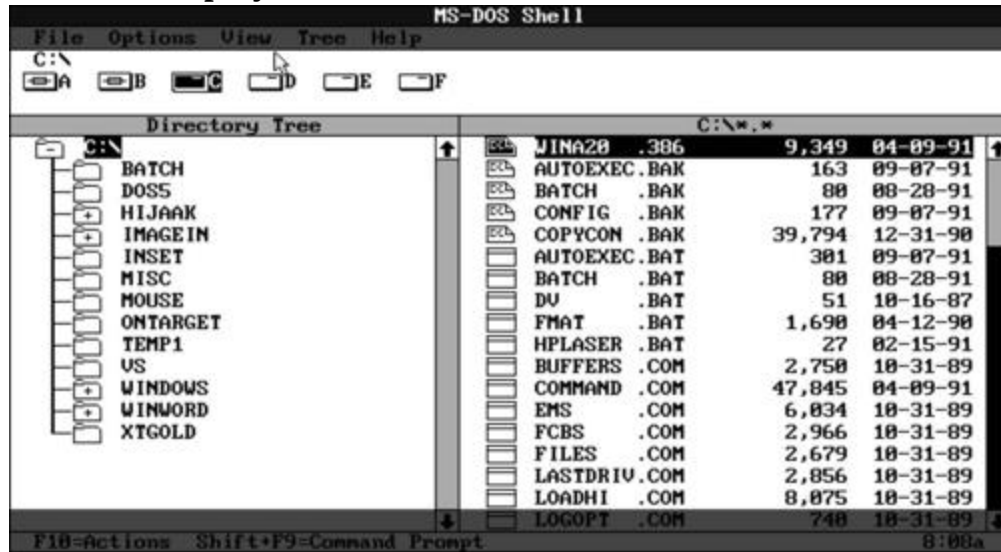 MS-DOS Shell
File Options View Tree Help
C:\
A B C D E F
Directory Tree
C:\
BATCH
DOS5
HIJAAK
IMAGEIN
INSET
MISC
MOUSE
ONTARGET
TEMP1
VS
WINDOWS
WINWORD
XTGOLD
C:\*.*
WINA20 .386 9,349 04-09-91
AUTOEXEC.BAK 163 09-07-91
BATCH .BAK 80 08-28-91
CONFIG .BAK 177 09-07-91
COPYCON .BAK 39,794 12-31-90
AUTOEXEC.BAT 301 09-07-91
BATCH .BAT 80 08-28-91
DV .BAT 51 10-16-87
FMAT .BAT 1,690 04-12-90
HPLASER .BAT 27 02-15-91
BUFFERS .COM 2,750 10-31-89
COMMAND .COM 47,845 04-09-91
EMS .COM 6,034 10-31-89
FCBS .COM 2,966 10-31-89
FILES .COM 2,679 10-31-89
LASTDRIV.COM 2,856 10-31-89
LOADHI .COM 8,075 10-31-89
LOGOPT .COM 740 10-31-89
F10=Actions Shift+F9=Command Prompt 8:08a